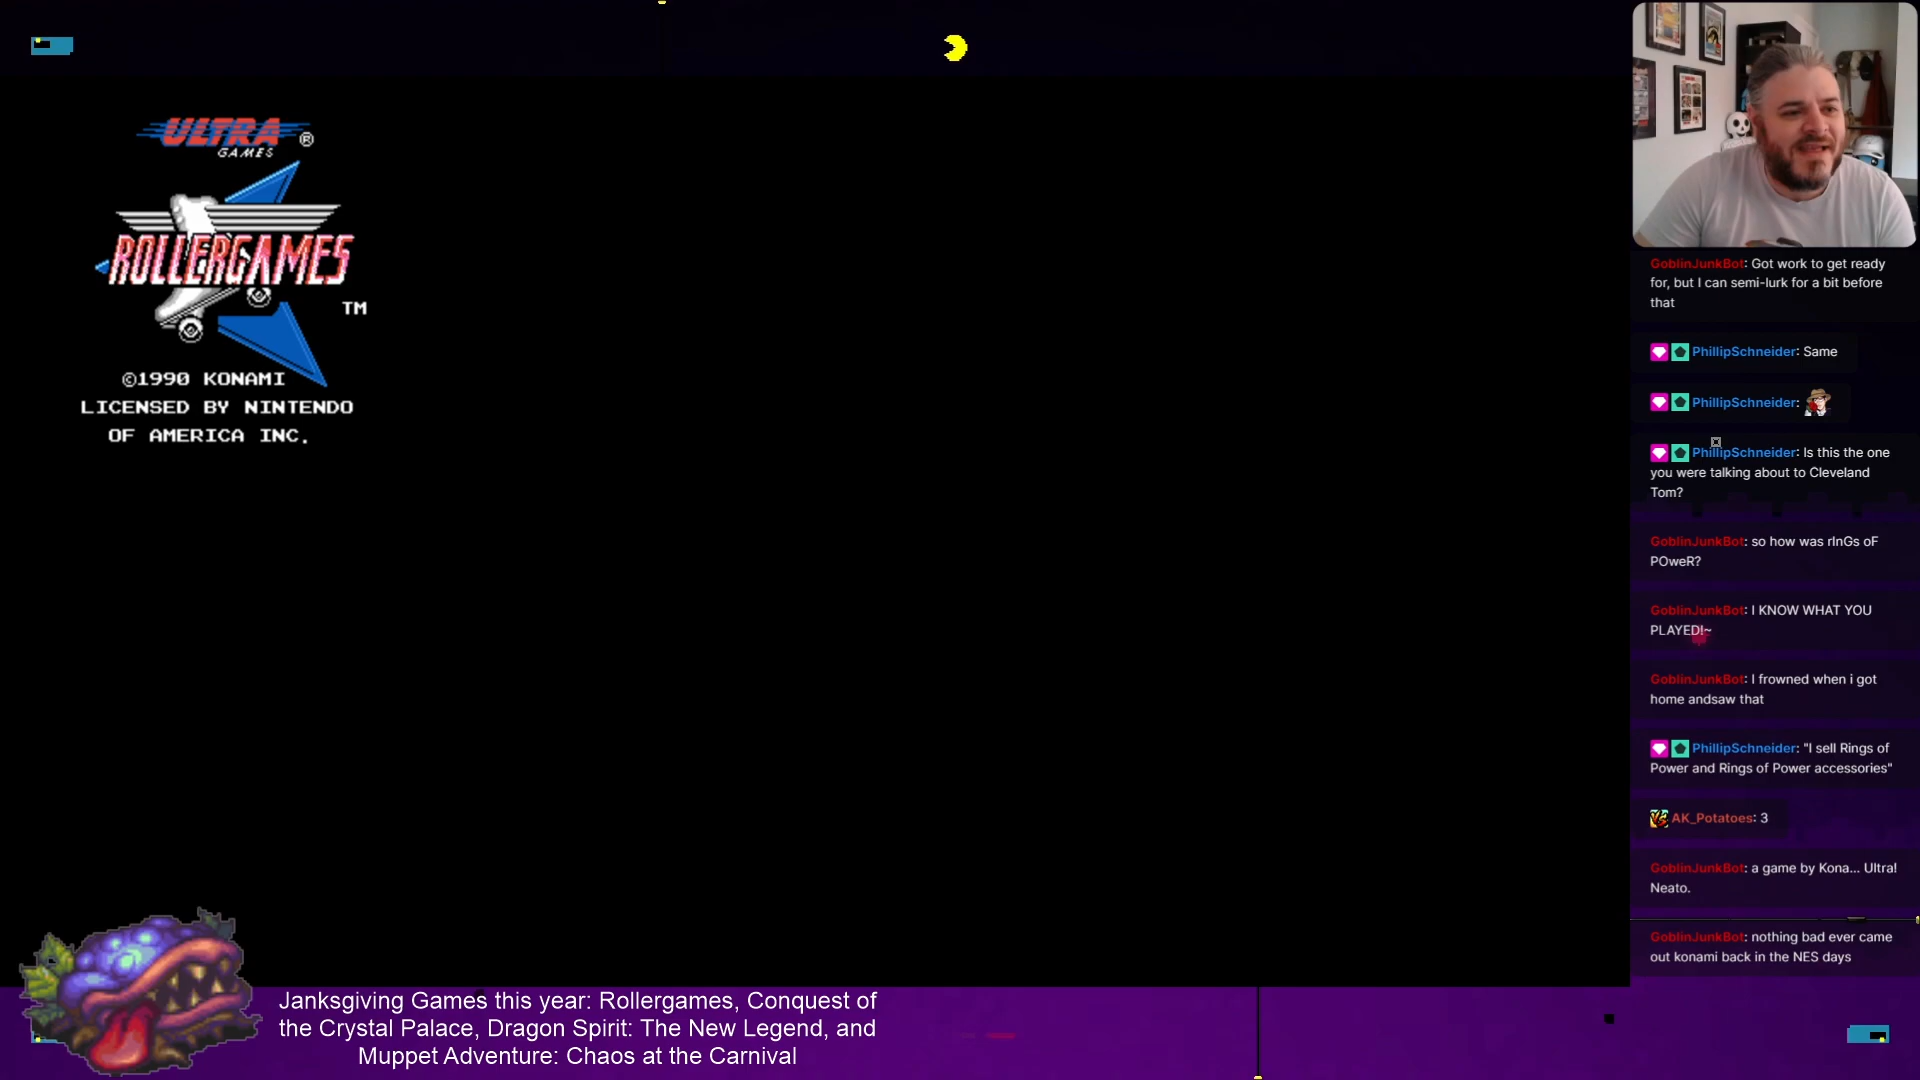 ULTRA®
GAMES
ROLLERGAMES
TM
©1990 KONAMI
LICENSED BY NINTENDO
OF AMERICA INC.
GoblinJunkBot: Got work to get ready
for, but I can semi-lurk for a bit before
that
PhillipSchneider: Same
PhillipSchneider:
PhillipSchneider: Is this the one
you were talking about to Cleveland
Tom?
GoblinJunkBot: so how was rInGs oF
POweR?
GoblinJunkBot: I KNOW WHAT YOU
PLAYED!~
GoblinJunkBot: I frowned when i got
home andsaw that
PhillipSchneider: "I sell Rings of
Power and Rings of Power accessories"
AK_Potatoes: 3
GoblinJunkBot: a game by Kona... Ultra!
Neato.
GoblinJunkBot: nothing bad ever came
out konami back in the NES days
Janksgiving Games this year: Rollergames, Conquest of
the Crystal Palace, Dragon Spirit: The New Legend, and
Muppet Adventure: Chaos at the Carnival